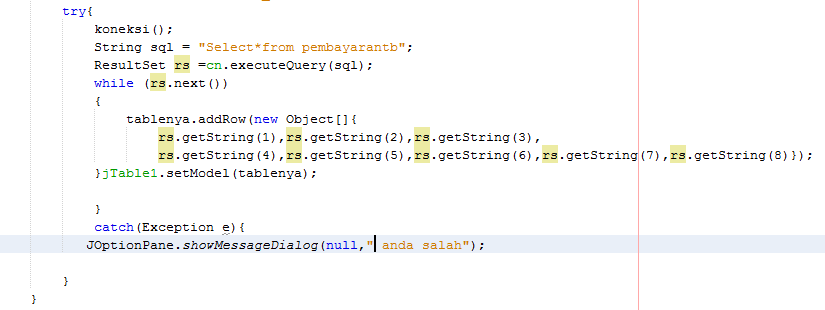 try{
koneksi();
String sql = "Select*from pembayarantb";
ResultSet rs =cn.executeQuery(sql);
while (rs.next())
{
tablenya.addRow(new Object[]{
rs.getString(1),rs.getString(2),rs.getString(3),
rs.getString(4),rs.getString(5),rs.getString(6),rs.getString(7),rs.getString(8)});
}jTable1.setModel(tablenya);
}
catch(Exception e){
JOptionPane.showMessageDialog(null," anda salah");
}
}